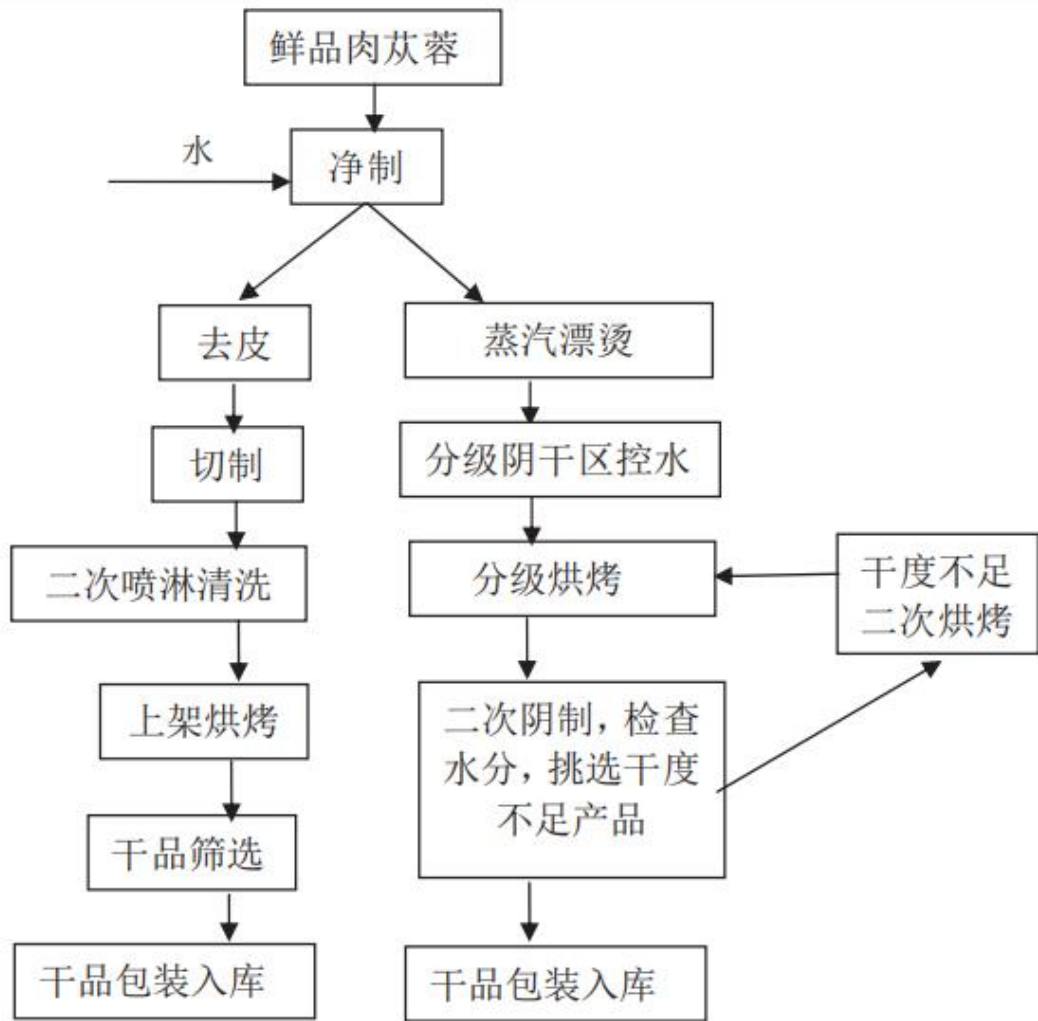 鲜品肉苁蓉
水
净制
去皮
切制
二次喷淋清洗
上架烘烤
干品筛选
干品包装入库
蒸汽漂烫
分级阴干区控水
分级烘烤
二次阴制，检查
水分，挑选干度
不足产品
干度不足
二次烘烤
干品包装入库